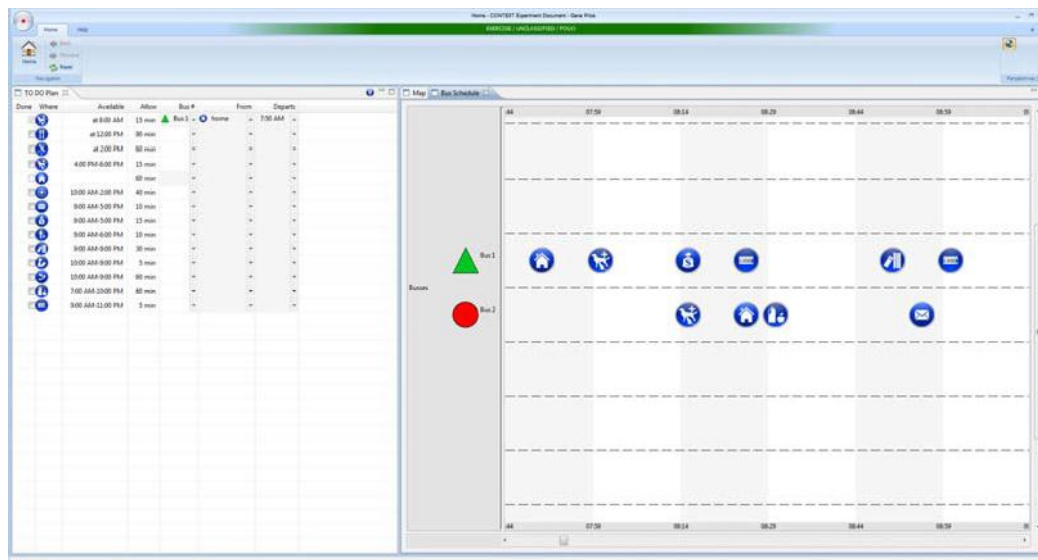 Home - CONTEXT Experiment Document - Gene Price
Home Help
EXERCISE / UNCLASSIFIED / FOUO
Back
Home
Reset
Navigation
TO DO Plan
Map Bus Schedule
Done Where Available Allow Bus # From Departs
at 8:00 AM 15 min Bus 1 home 7:50 AM
at 12:00 PM 90 min
at 2:00 PM 60 min
4:00 PM-6:00 PM 15 min
60 min
10:00 AM-2:00 PM 40 min
9:00 AM-5:00 PM 10 min
9:00 AM-5:00 PM 15 min
9:00 AM-6:00 PM 10 min
9:00 AM-9:00 PM 30 min
10:00 AM-9:00 PM 5 min
10:00 AM-9:00 PM 60 min
7:00 AM-10:00 PM 60 min
9:00 AM-11:00 PM 5 min
:44 07:59 08:14 08:29 08:44 08:59
Bus 1
Busses
Bus 2
:44 07:59 08:14 08:29 08:44 08:59